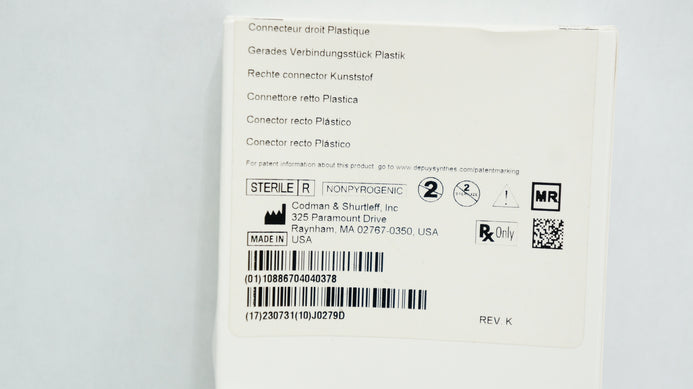 Connecteur droit Plastique
Gerades Verbindungsstück Plastik
Rechte connector Kunststof
Connettore retto Plastica
Conector recto Plástico
Conector recto Plástico
For patent information about this product ,go to www.depuysynthes.com/patentmarking
STERILE R NONPYROGENIC 2 2 MR
Codman & Shurtleff, Inc
325 Paramount Drive
Raynham, MA 02767-0350, USA
MADE IN USA
Rx Only
(01)10886704040378
(17)230731(10)J0279D
REV. K